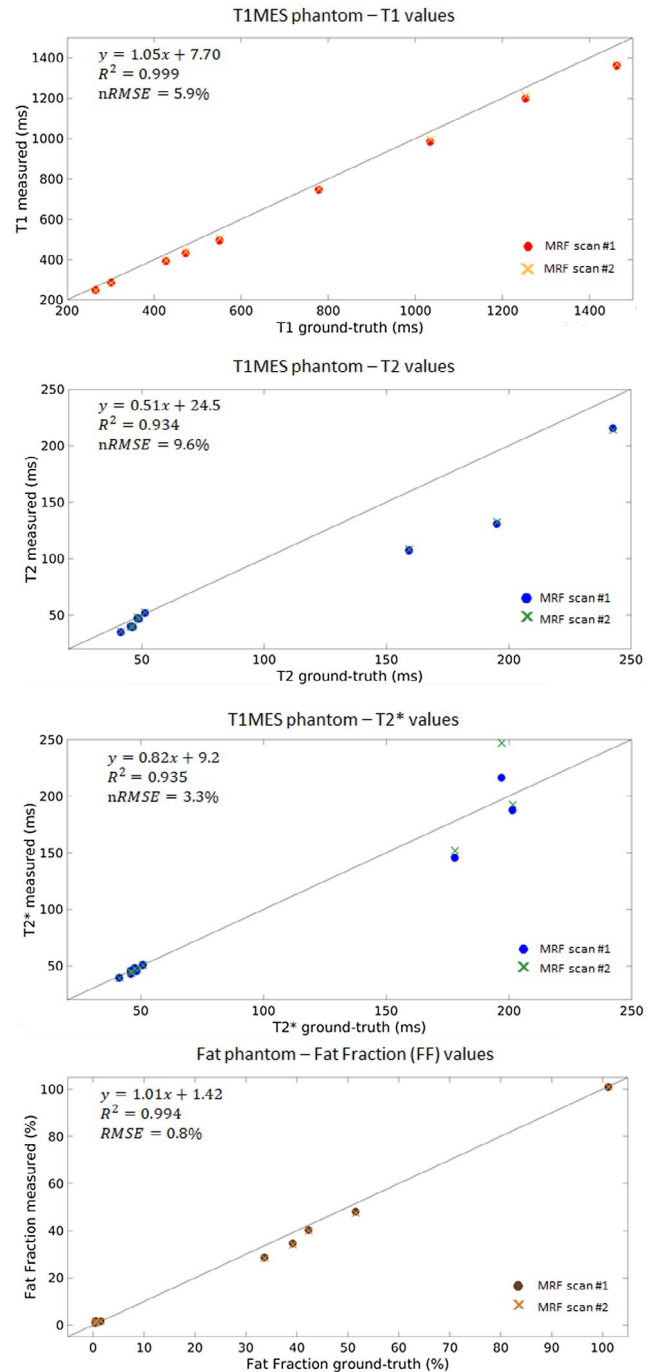 T1MES phantom – T1 values
y = 1.05x + 7.70
R² = 0.999
nRMSE = 5.9%
1400
1200
1000
800
600
400
200
T1 measured (ms)
MRF scan #1
MRF scan #2
200 400 600 800 1000 1200 1400
T1 ground-truth (ms)
T1MES phantom – T2 values
y = 0.51x + 24.5
R² = 0.934
nRMSE = 9.6%
250
200
150
100
50
T2 measured (ms)
MRF scan #1
MRF scan #2
50 100 150 200 250
T2 ground-truth (ms)
T1MES phantom – T2* values
y = 0.82x + 9.2
R² = 0.935
nRMSE = 3.3%
250
200
150
100
50
T2* measured (ms)
MRF scan #1
MRF scan #2
50 100 150 200 250
T2* ground-truth (ms)
Fat phantom – Fat Fraction (FF) values
y = 1.01x + 1.42
R² = 0.994
RMSE = 0.8%
100
80
60
40
20
0
Fat Fraction measured (%)
MRF scan #1
MRF scan #2
0 10 20 30 40 50 60 70 80 90 100
Fat Fraction ground-truth (%)